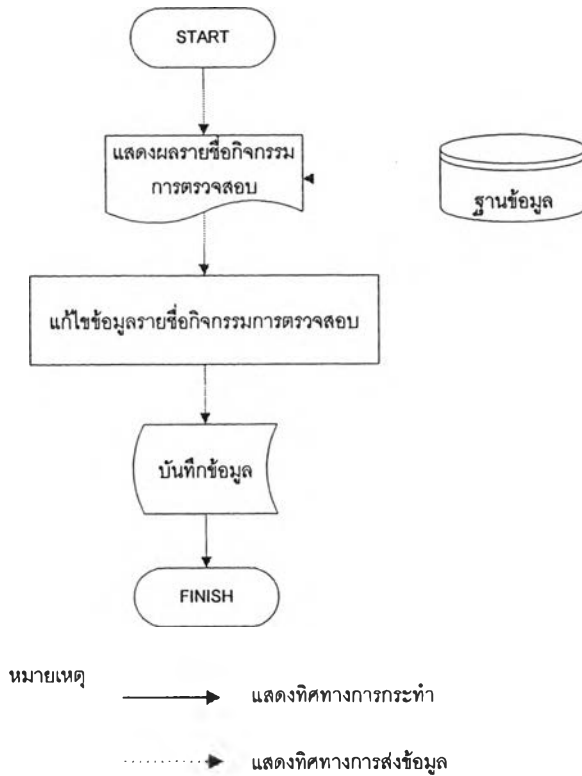 START
แสดงผลรายชื่อกิจกรรม
การตรวจสอบ
ฐานข้อมูล
แก้ไขข้อมูลรายชื่อกิจกรรมการตรวจสอบ
บันทึกข้อมูล
FINISH
หมายเหตุ
แสดงทิศทางการกระทำ
แสดงทิศทางการส่งข้อมูล